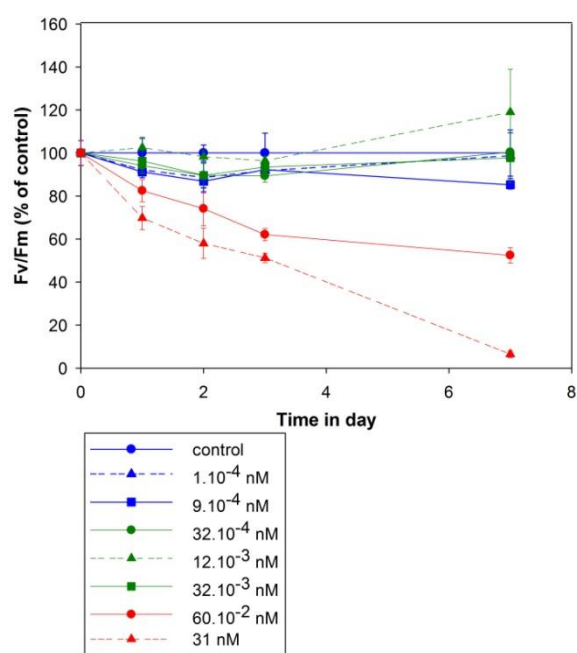 160
140
120
100
80
60
40
20
0
Fv/Fm (% of control)
0 2 4 6 8
Time in day
control
1.10⁻⁴ nM
9.10⁻⁴ nM
32.10⁻⁴ nM
12.10⁻³ nM
32.10⁻³ nM
60.10⁻² nM
31 nM